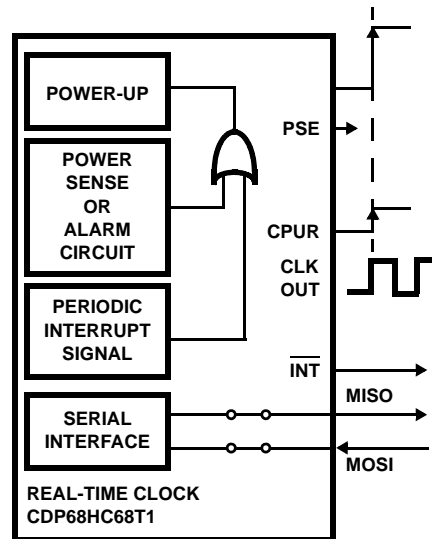 POWER-UP
PSE
POWER
SENSE
OR
ALARM
CIRCUIT
CPUR
CLK
OUT
PERIODIC
INTERRUPT
SIGNAL
INT
MISO
SERIAL
INTERFACE
MOSI
REAL-TIME CLOCK
CDP68HC68T1